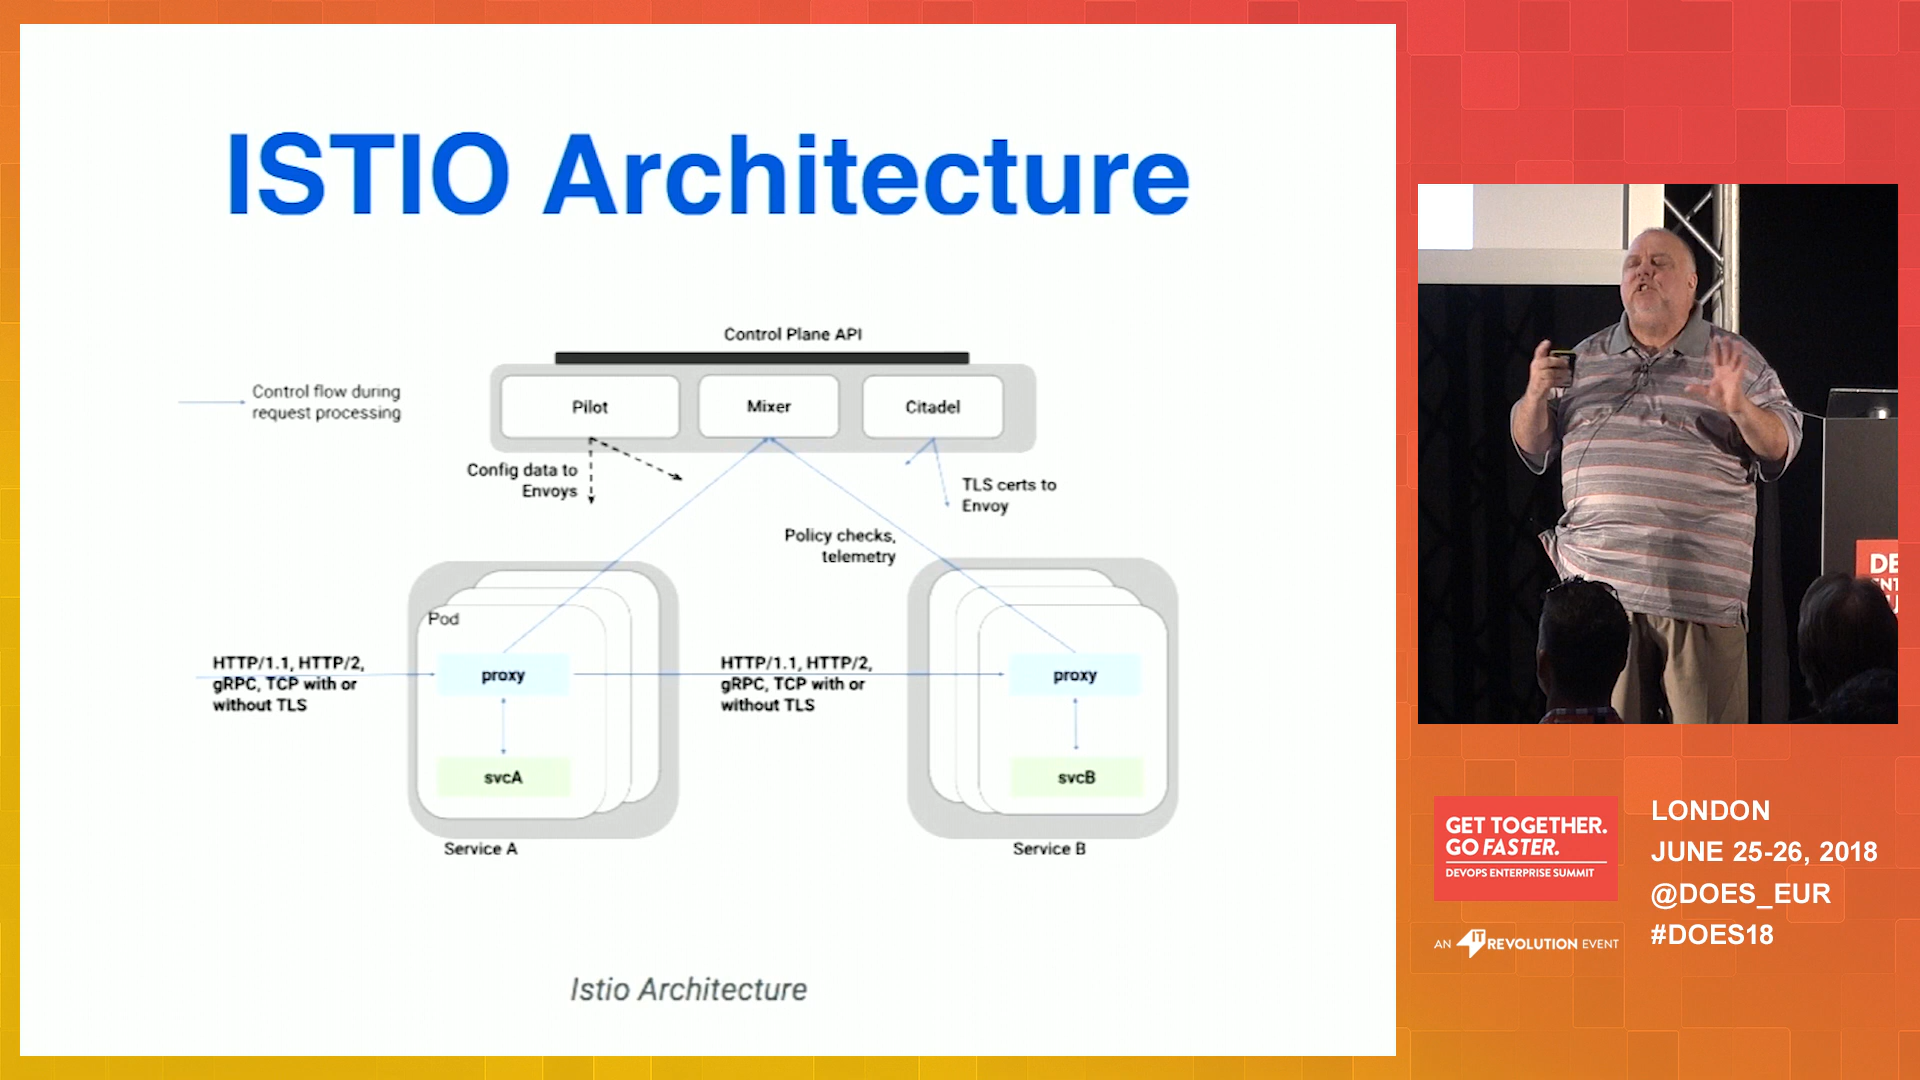 ISTIO Architecture
Control Plane API
Control flow during
request processing
Pilot
Mixer
Citadel
Config data to
Envoys
TLS certs to
Envoy
Policy checks,
telemetry
Pod
HTTP/1.1, HTTP/2,
gRPC, TCP with or
without TLS
proxy
svcA
Service A
HTTP/1.1, HTTP/2,
gRPC, TCP with or
without TLS
proxy
svcB
Service B
Istio Architecture
DE
GET TOGETHER.
GO FASTER.
DEVOPS ENTERPRISE SUMMIT
AN IT REVOLUTION EVENT
LONDON
JUNE 25-26, 2018
@DOES_EUR
#DOES18